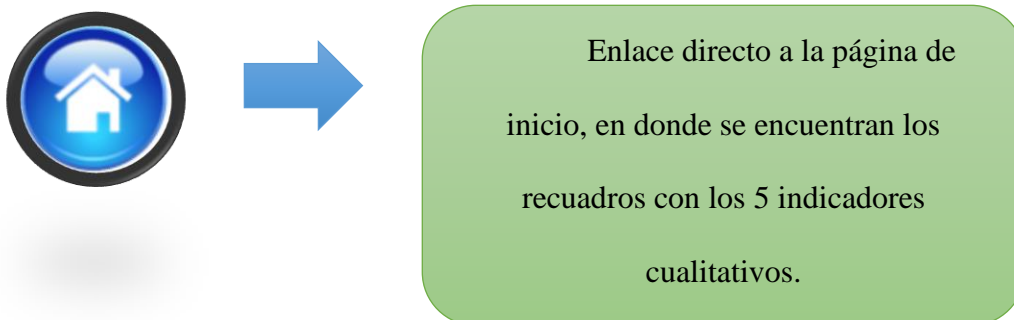 Enlace directo a la página de
inicio, en donde se encuentran los
recuadros con los 5 indicadores
cualitativos.